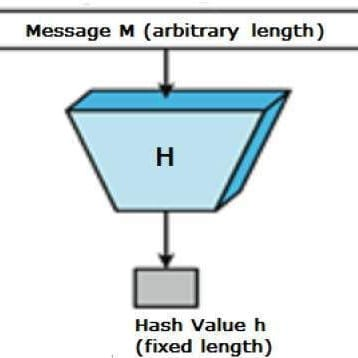 Message M (arbitrary length)
H
Hash Value h
(fixed length)